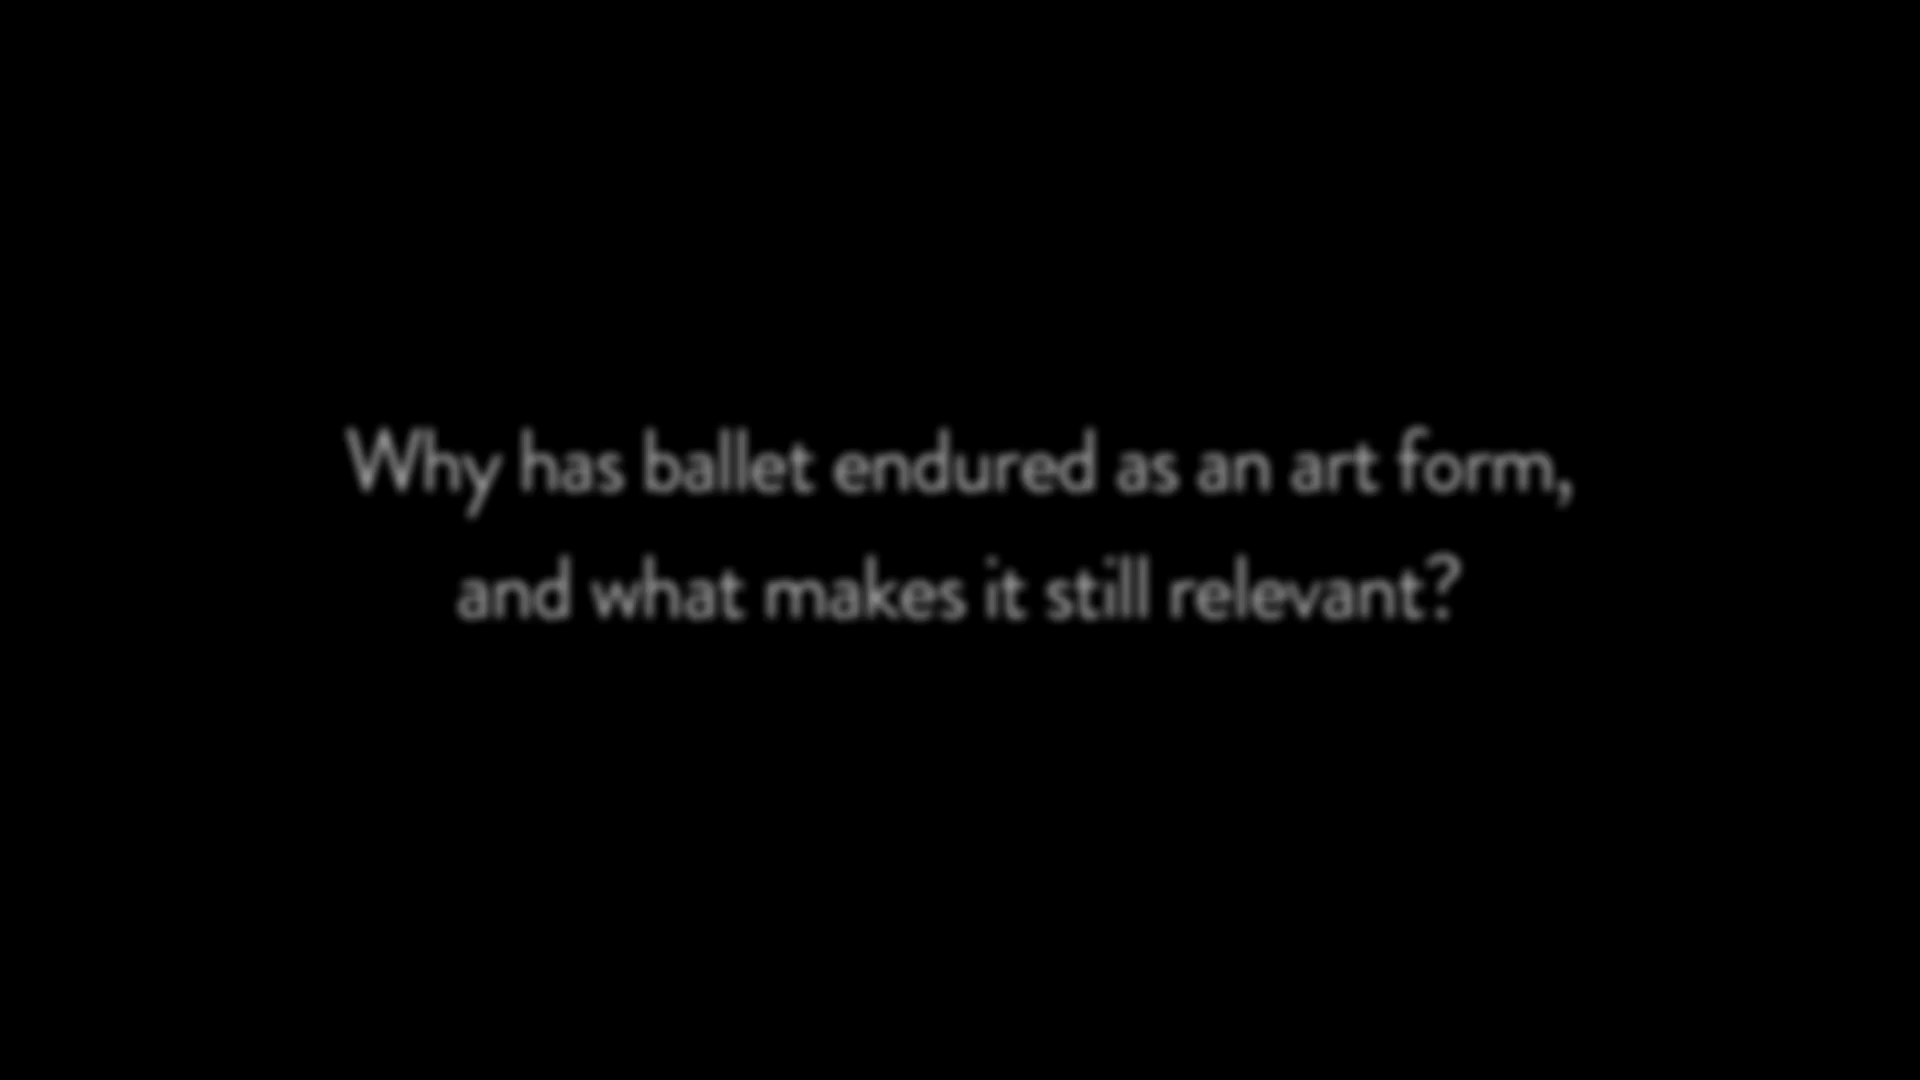 Why has ballet endured as an art form,
and what makes it still relevant?